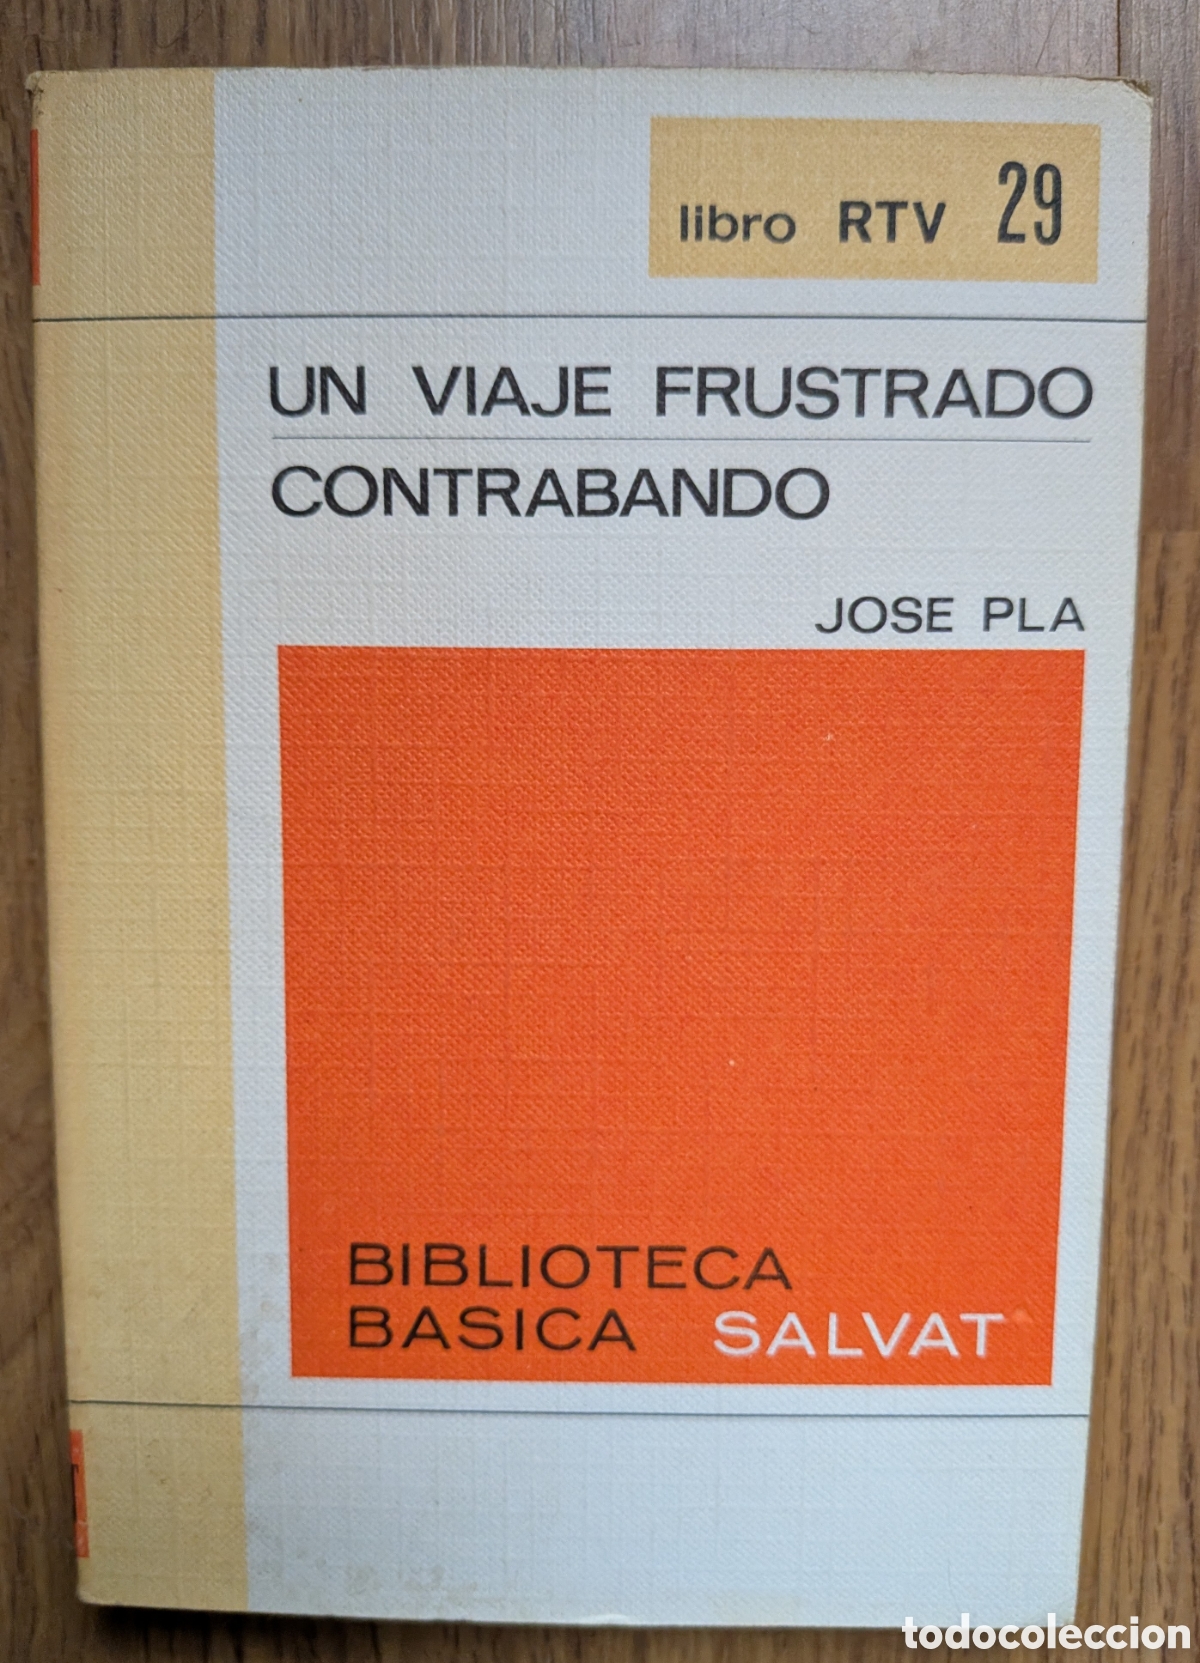 libro RTV 29
UN VIAJE FRUSTRADO
CONTRABANDO
JOSE PLA
BIBLIOTECA
BASICA SALVAT
todocoleccion